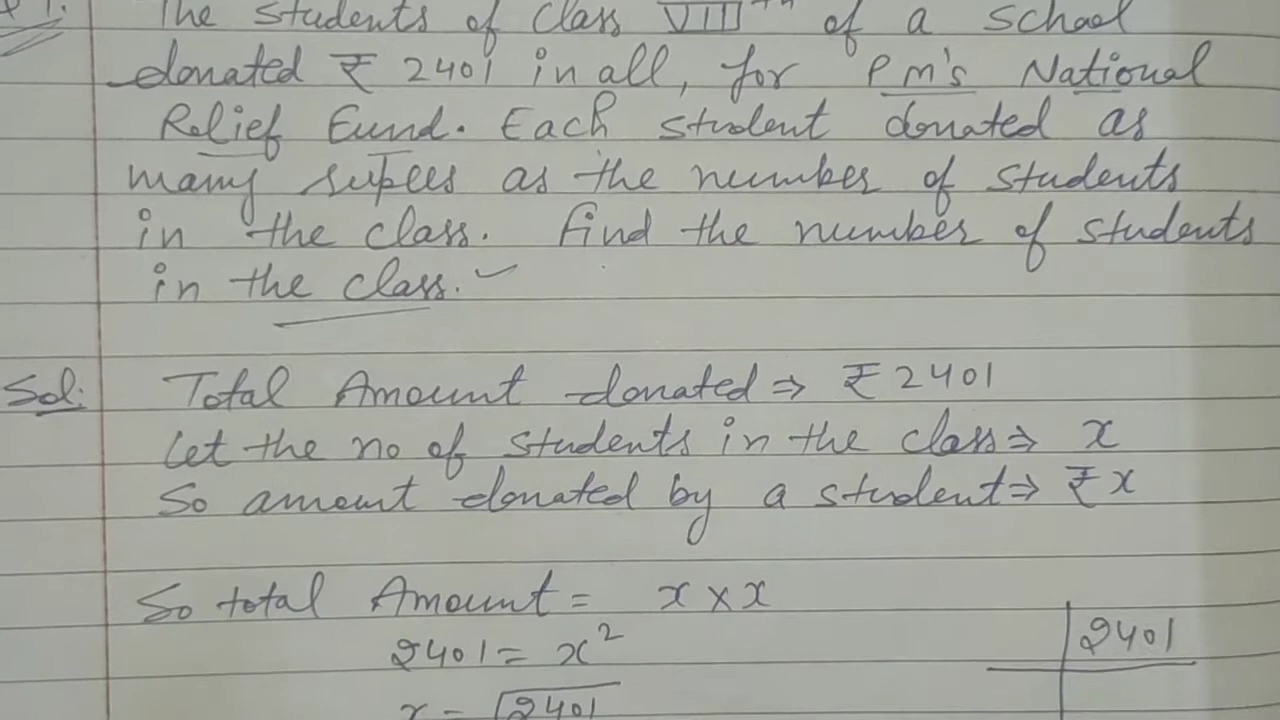 The students of class VIIIth of a school
donated ₹ 2401 in all, for PM's National
Relief Fund. Each student donated as
many rupees as the number of students
in the class. find the number of students
in the class.
Sol: Total Amount donated ⇒ ₹ 2401
Let the no of students in the class ⇒ x
So amount donated by a student ⇒ ₹ x
So total Amount = x × x
2401 = x²
2401
x = √2401